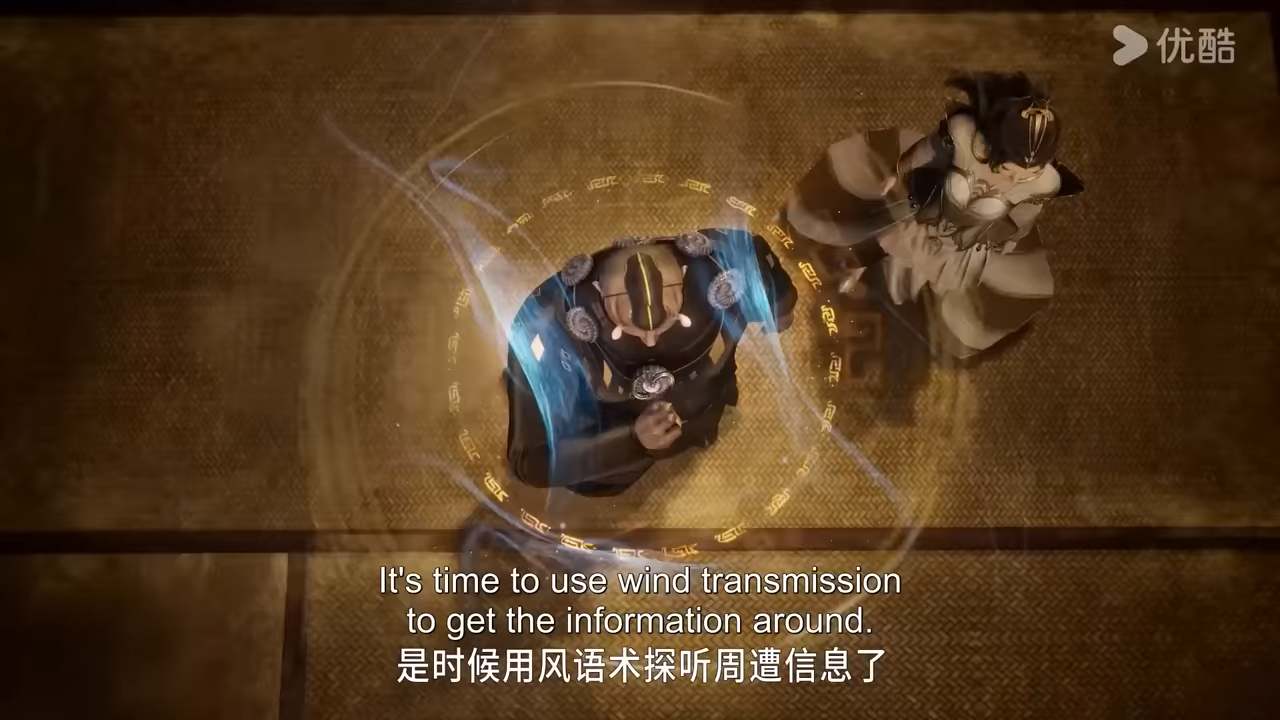 优酷
It's time to use wind transmission
to get the information around.
是时候用风语术探听周遭信息了